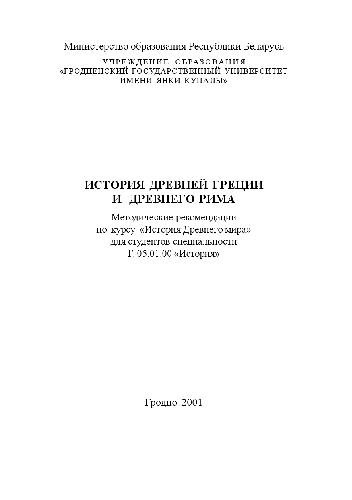 Министерство образования Республики Беларусь
УЧРЕЖДЕНИЕ ОБРАЗОВАНИЯ
«ГРОДНЕНСКИЙ ГОСУДАРСТВЕННЫЙ УНИВЕРСИТЕТ
ИМЕНИ ЯНКИ КУПАЛЫ»
ИСТОРИЯ ДРЕВНЕЙ ГРЕЦИИ
И ДРЕВНЕГО РИМА
Методические рекомендации
по курсу «История Древнего мира»
для студентов специальности
Г. 05.01.00 «История»
Гродно 2001